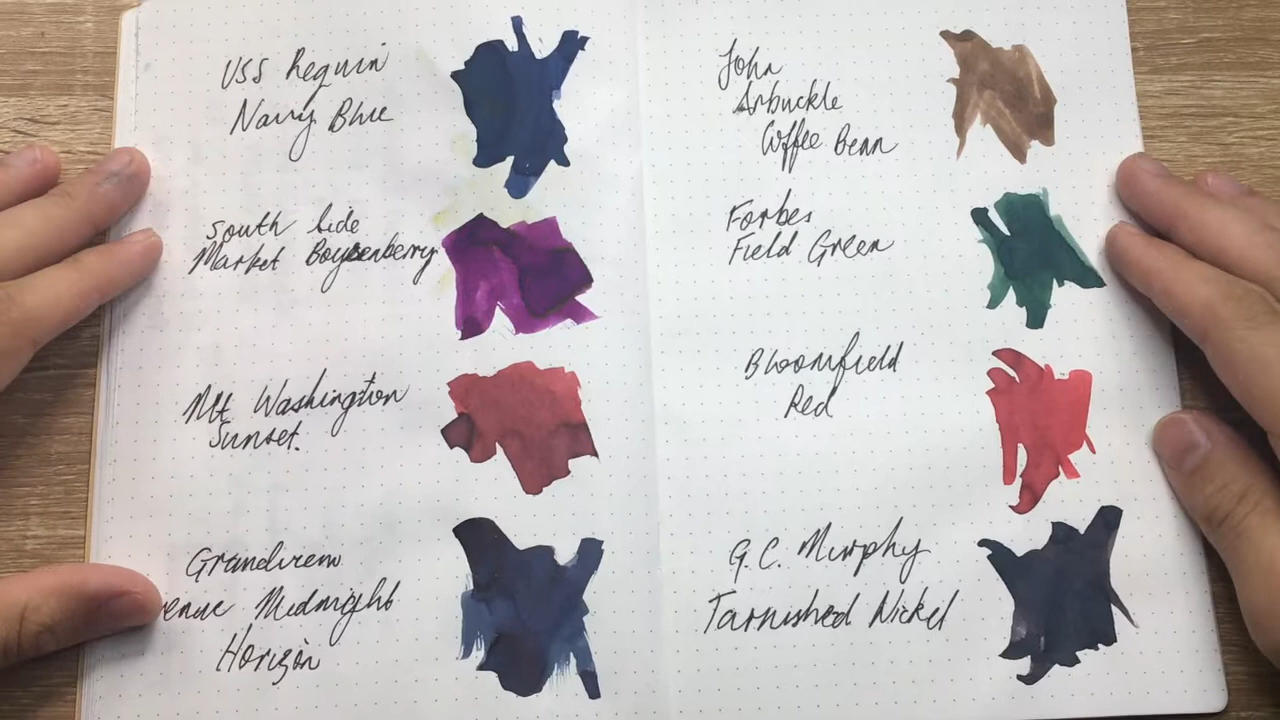 USS Requin
Navy Blue
South Side
Market Boysenberry
Mt Washington
Sunset.
Grandview
enue Midnight
Horizon
John
Arbuckle
Coffee Bean
Forbes
Field Green
Bloomfield
Red
G.C. Murphy
Tarnished Nickel